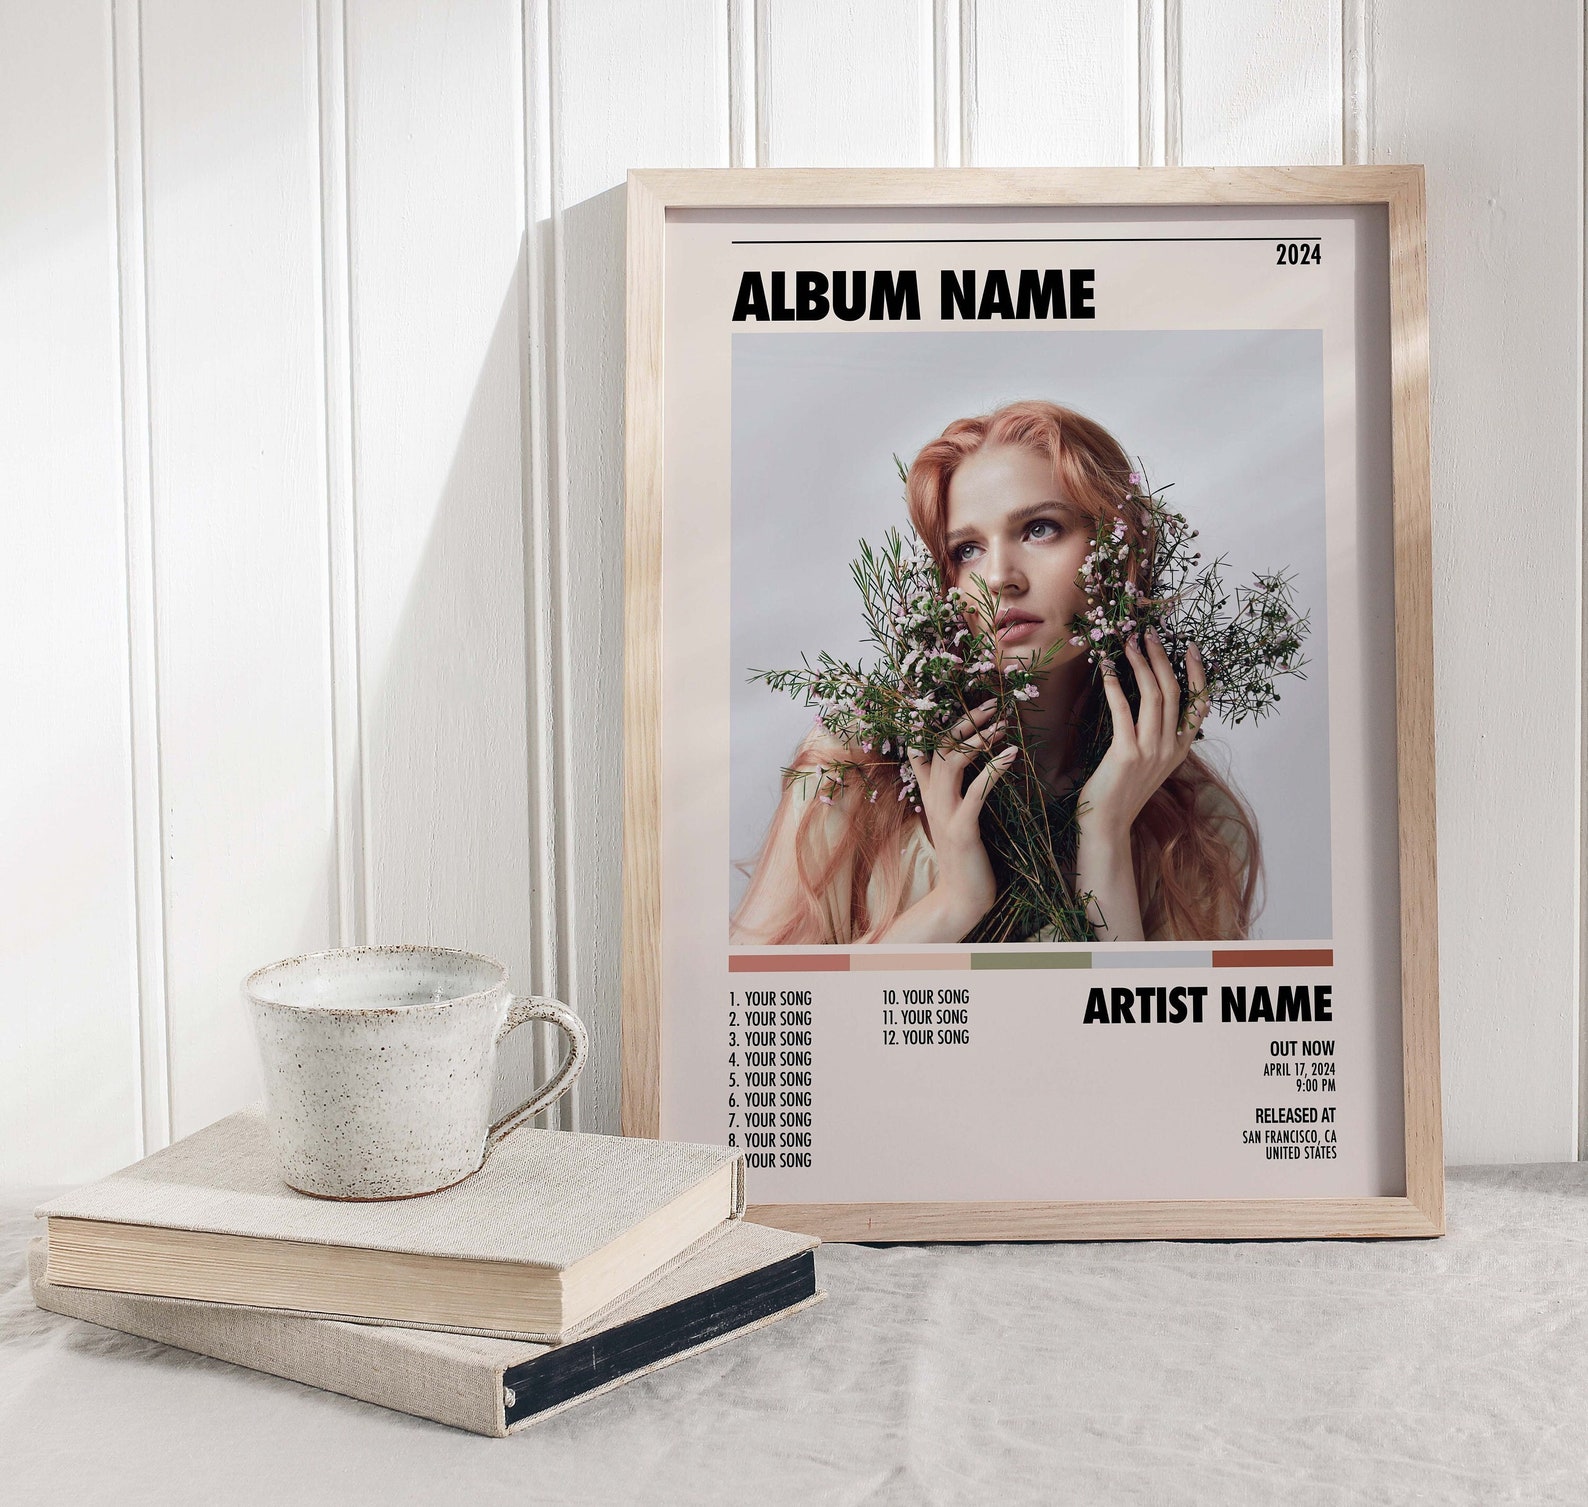 2024
ALBUM NAME
1. YOUR SONG
2. YOUR SONG
3. YOUR SONG
4. YOUR SONG
5. YOUR SONG
6. YOUR SONG
7. YOUR SONG
8. YOUR SONG
YOUR SONG
10. YOUR SONG
11. YOUR SONG
12. YOUR SONG
ARTIST NAME
OUT NOW
APRIL 17, 2024
9:00 PM
RELEASED AT
SAN FRANCISCO, CA
UNITED STATES